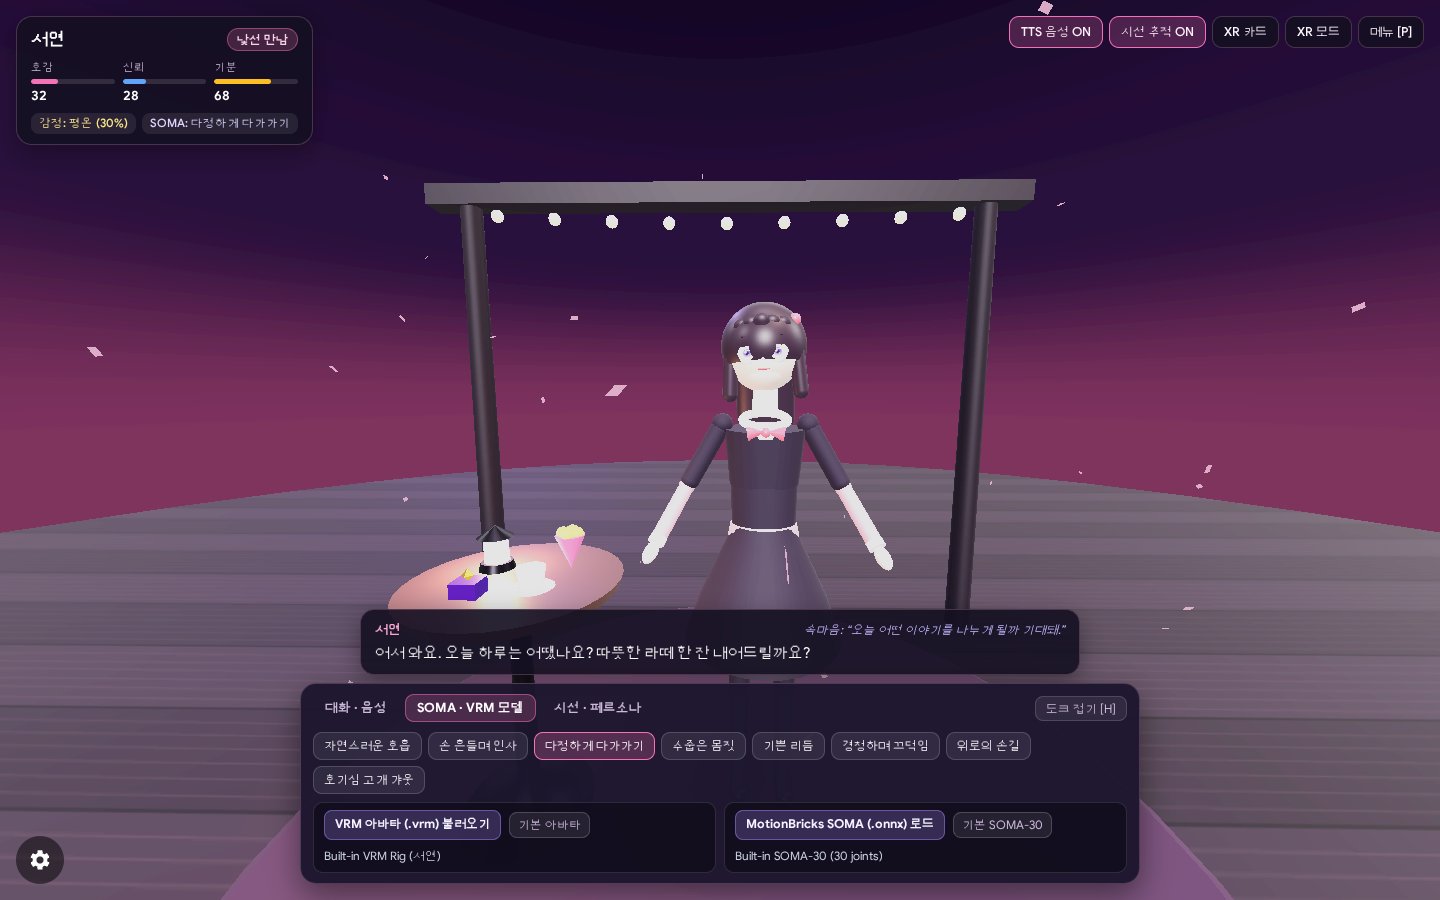 서연
낯선 만남
호감 신뢰 기분
32 28 68
감정: 평온 (30%) SOMA: 다정하게 다가가기
TTS 음성 ON 시선 추적 ON XR 카드 XR 모드 메뉴 [P]
서연 속마음: “오늘 어떤 이야기를 나누게 될까 기대돼.”
어서 와요. 오늘 하루는 어땠나요? 따뜻한 라떼 한 잔 내어드릴까요?
대화 · 음성 SOMA · VRM 모델 시선 · 페르소나 도크 접기 [H]
자연스러운 호흡 손 흔들며 인사 다정하게 다가가기 수줍은 몸짓 기쁜 리듬 경청하며 끄덕임 위로의 손길
호기심 고개 갸웃
VRM 아바타 (.vrm) 불러오기 기본 아바타 MotionBricks SOMA (.onnx) 로드 기본 SOMA-30
Built-in VRM Rig (서연) Built-in SOMA-30 (30 joints)